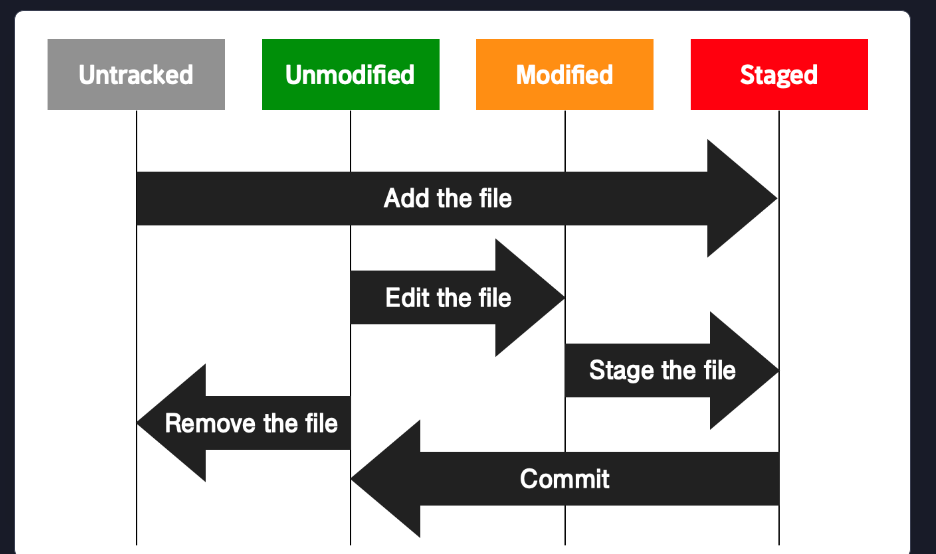 Untracked
Unmodified
Modified
Staged
Add the file
Edit the file
Stage the file
Remove the file
Commit